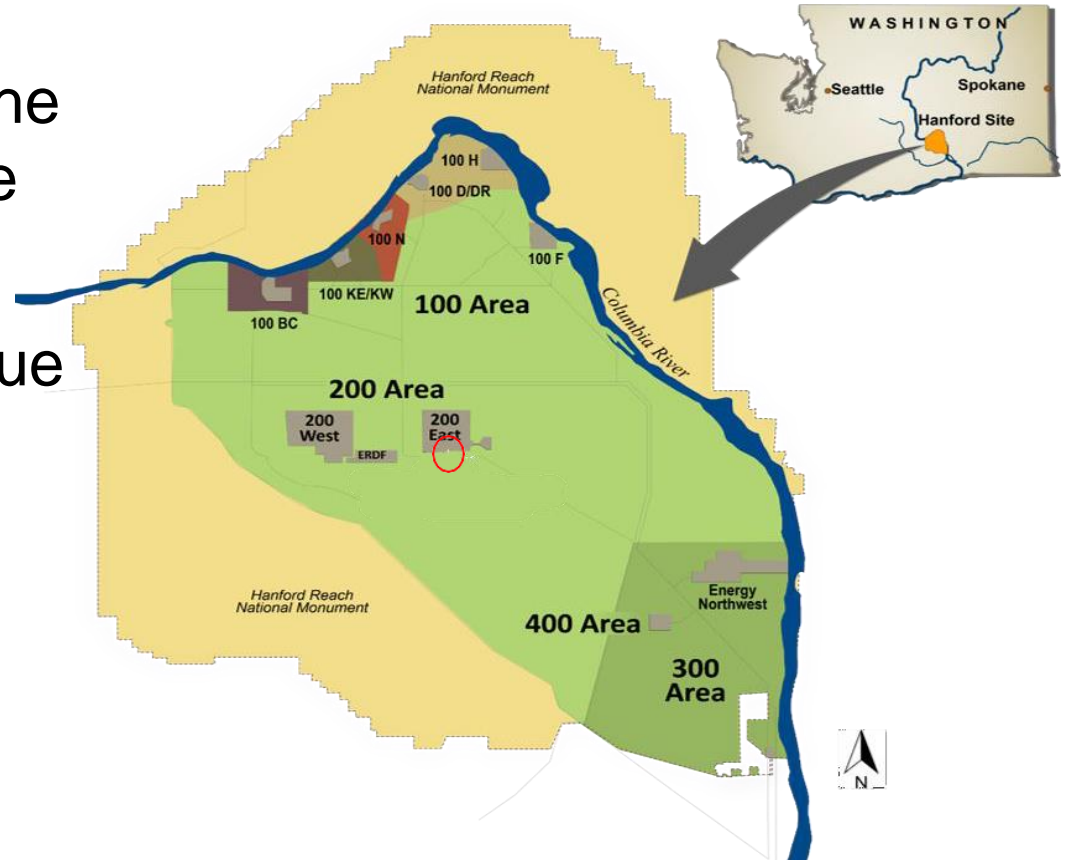 ne
e
ue
WASHINGTON
Seattle
Spokane
Hanford Site
Hanford Reach
National Monument
100 H
100 D/DR
100 N
100 F
100 KE/KW
100 Area
100 BC
Columbia River
200 Area
200
West
200
East
ERDF
Energy
Northwest
Hanford Reach
National Monument
400 Area
300
Area
N